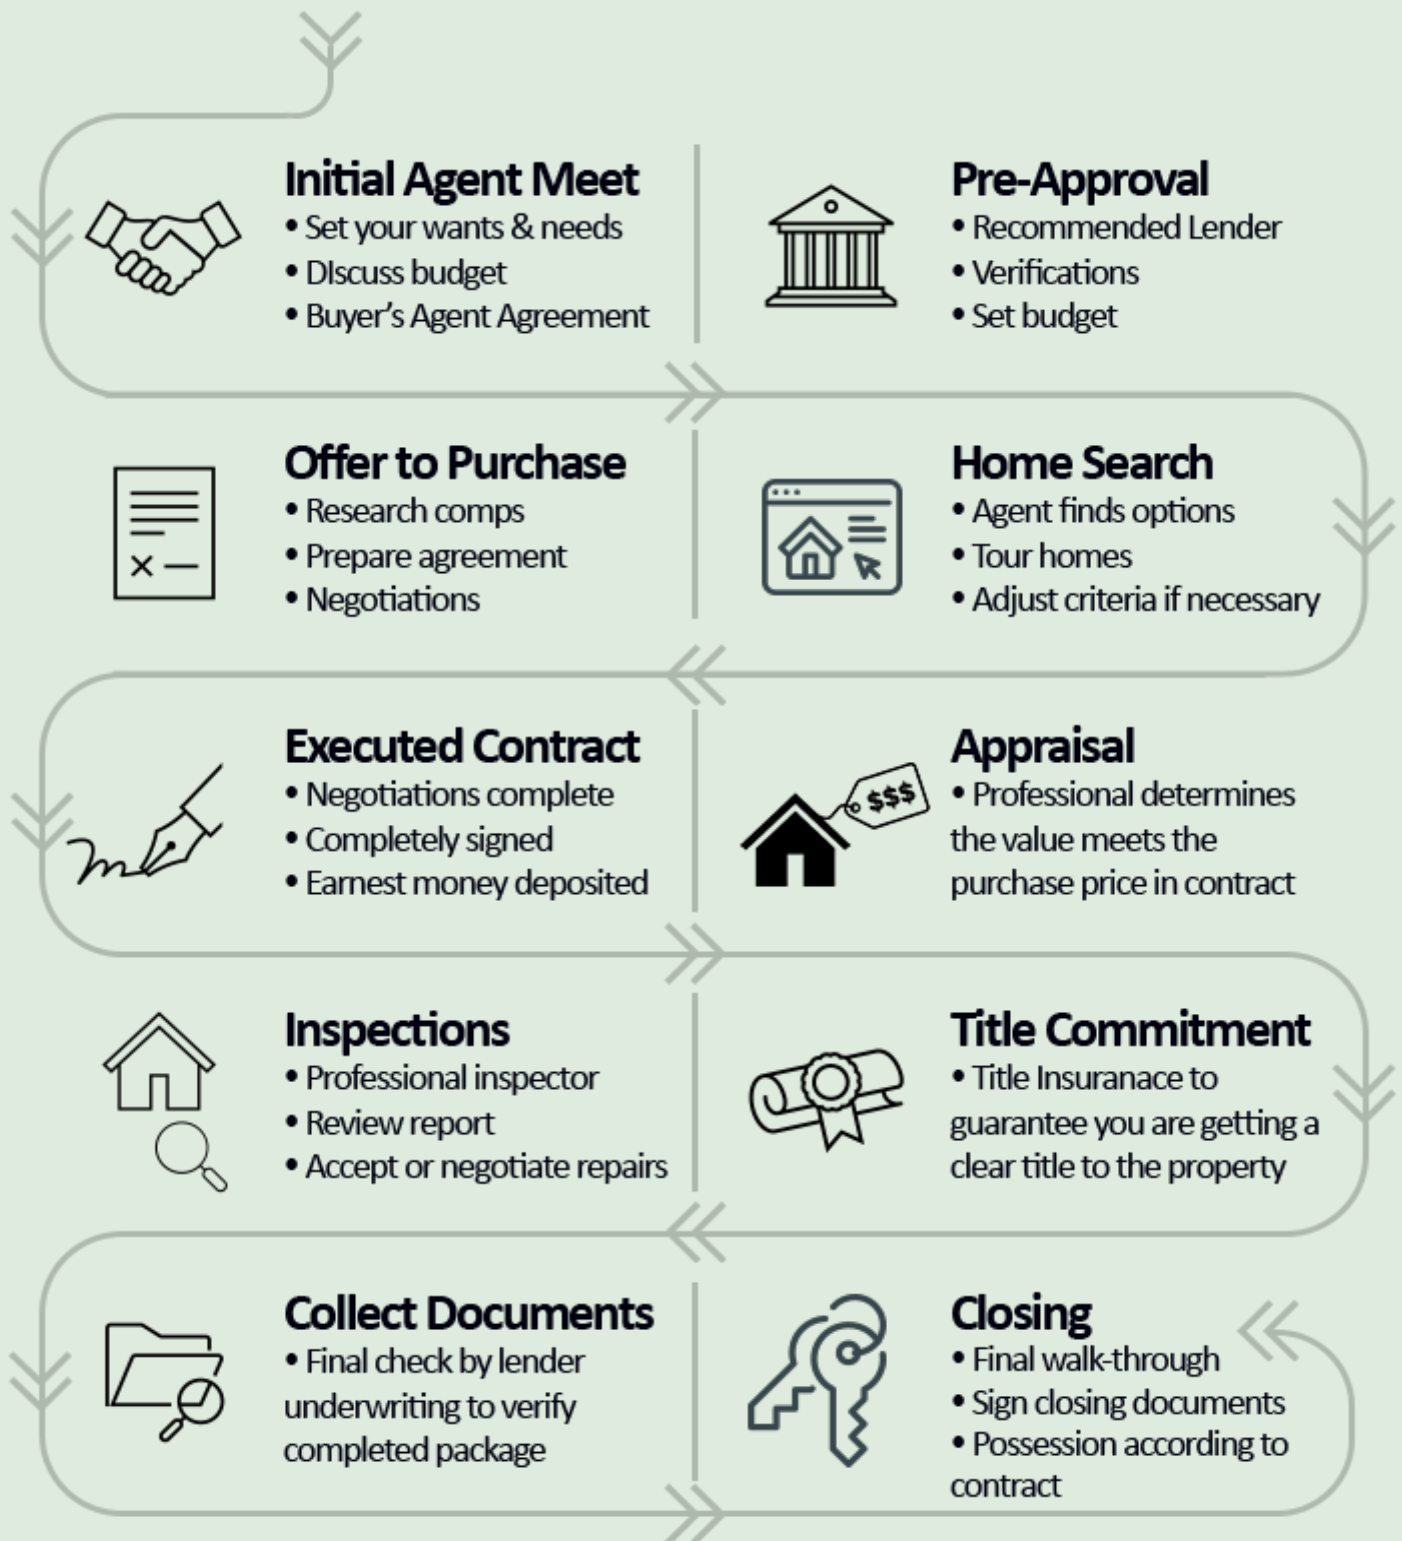 Initial Agent Meet
• Set your wants & needs
• DIscuss budget
• Buyer's Agent Agreement
Pre-Approval
• Recommended Lender
• Verifications
• Set budget
Offer to Purchase
• Research comps
• Prepare agreement
• Negotiations
Home Search
• Agent finds options
• Tour homes
• Adjust criteria if necessary
Executed Contract
• Negotiations complete
• Completely signed
• Earnest money deposited
$$$
Appraisal
• Professional determines
the value meets the
purchase price in contract
Inspections
• Professional inspector
• Review report
• Accept or negotiate repairs
Title Commitment
• Title Insuranace to
guarantee you are getting a
clear title to the property
Collect Documents
• Final check by lender
underwriting to verify
completed package
Closing
• Final walk-through
• Sign closing documents
• Possession according to
contract